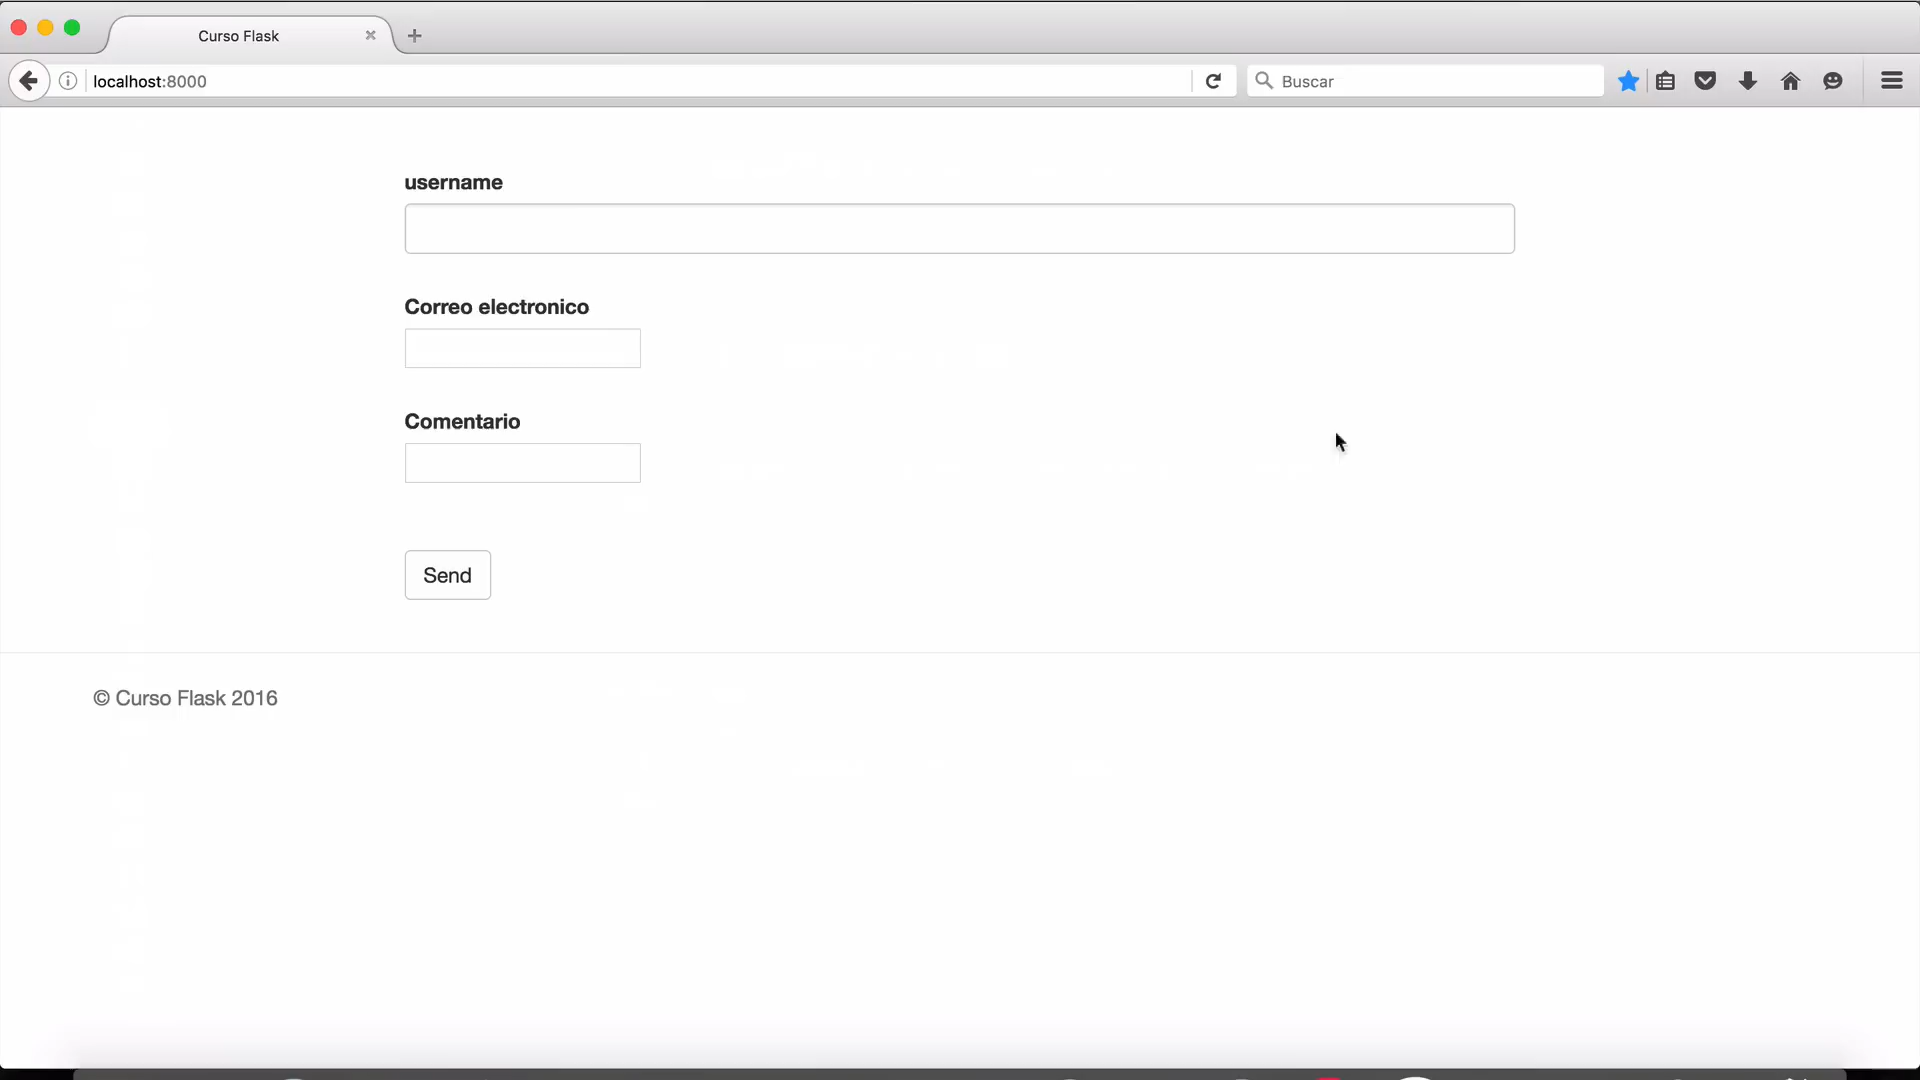 Curso Flask
localhost:8000
Buscar
username
Correo electronico
Comentario
Send
© Curso Flask 2016